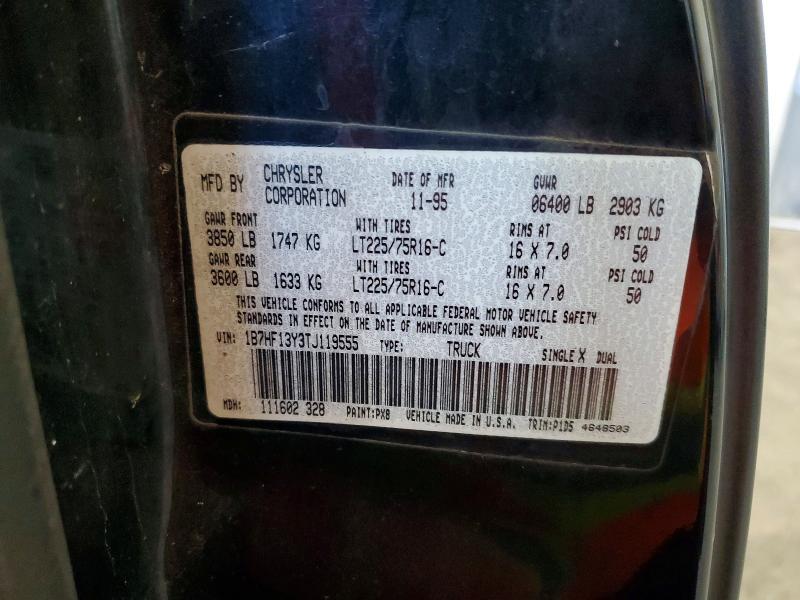 MFD BY CHRYSLER CORPORATION DATE OF MFR 11-95 GVWR 06400 LB 2903 KG
GAWR FRONT WITH TIRES RIMS AT PSI COLD
3850 LB 1747 KG LT225/75R16-C 16 X 7.0 50
GAWR REAR WITH TIRES RIMS AT PSI COLD
3600 LB 1633 KG LT225/75R16-C 16 X 7.0 50
THIS VEHICLE CONFORMS TO ALL APPLICABLE FEDERAL MOTOR VEHICLE SAFETY
STANDARDS IN EFFECT ON THE DATE OF MANUFACTURE SHOWN ABOVE.
VIN: 1B7HF13Y3TJ119555 TYPE: TRUCK SINGLE X DUAL
MDH: 111602 328 PAINT:PX8 VEHICLE MADE IN U.S.A. TRIM:P1D5 4648503